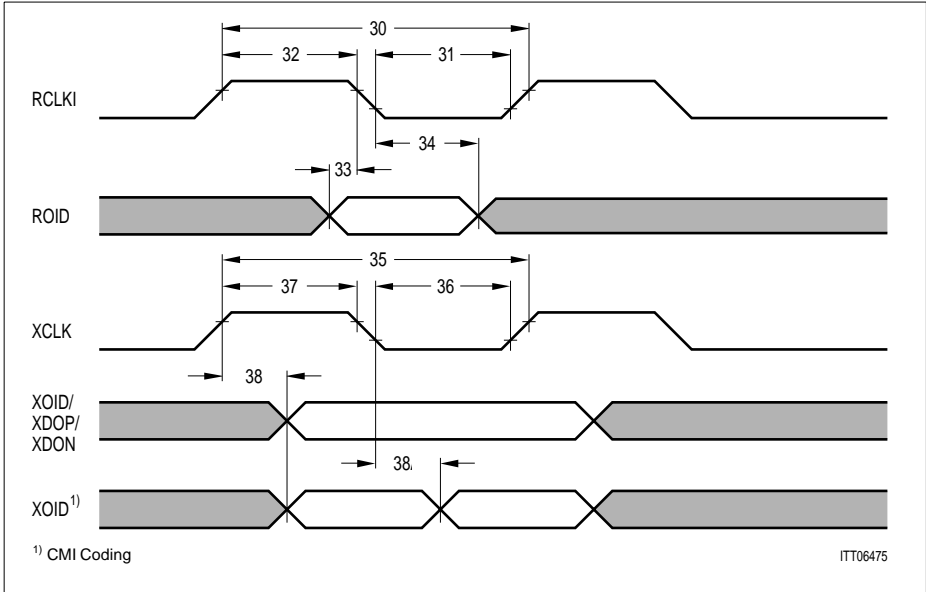 30
32
31
RCLKI
34
33
ROID
35
37
36
XCLK
38
XOID/
XDOP/
XDON
38
XOID1)
1) CMI Coding
ITT06475